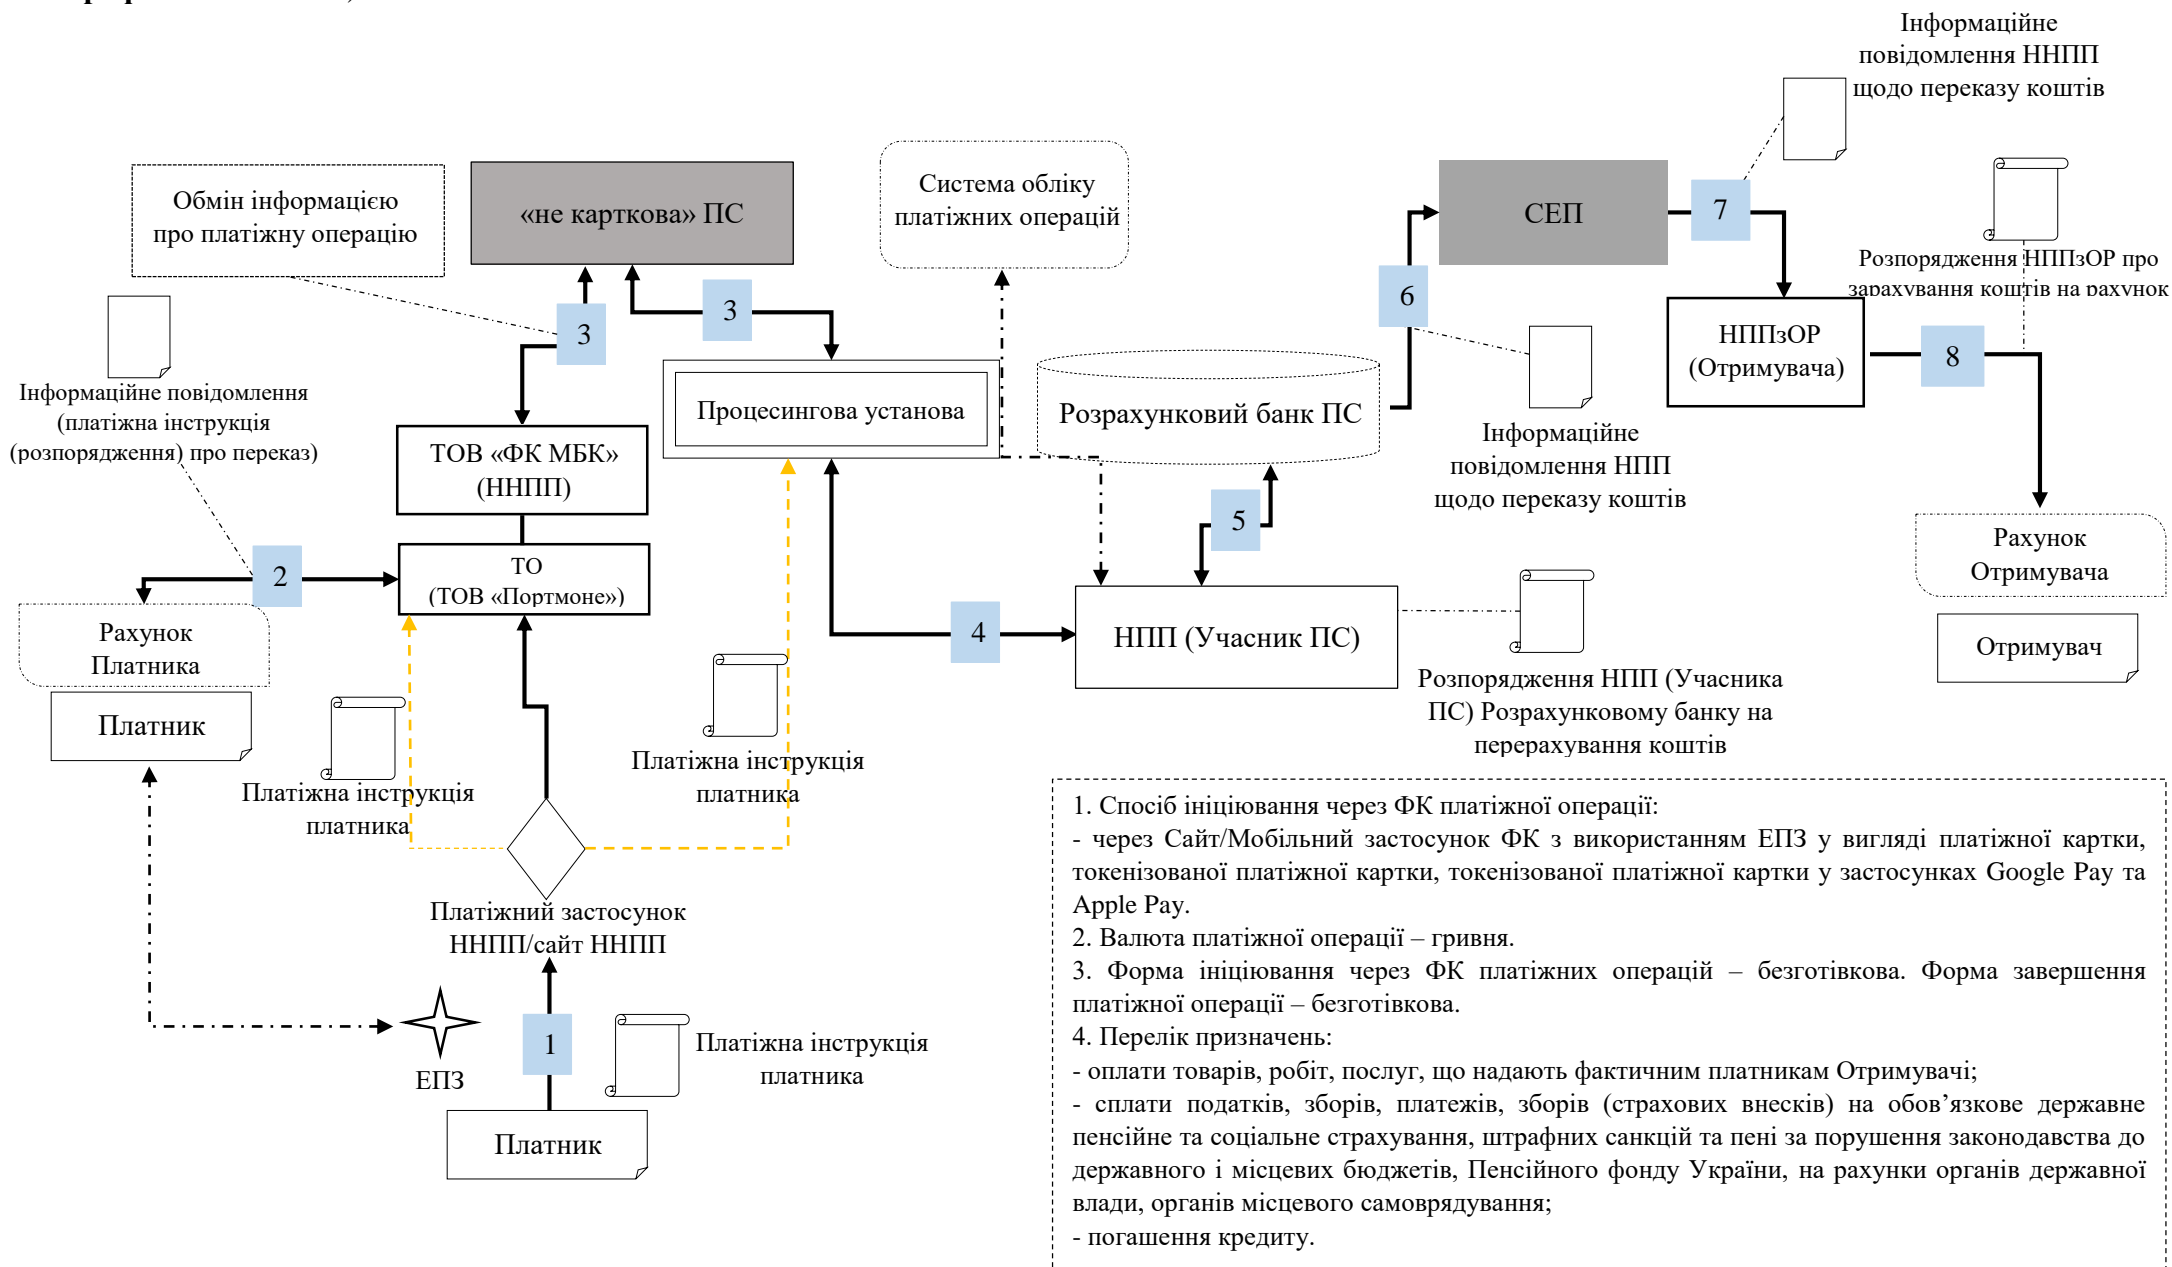 Інформаційне
повідомлення ННПП
щодо переказу коштів
Обмін інформацією
про платіжну операцію
«не карткова» ПС
Система обліку
платіжних операцій
СЕП
7
Розпорядження НППзОР про
зарахування коштів на рахунок
6
3
3
НППзОР
(Отримувача)
8
Інформаційне повідомлення
(платіжна інструкція
(розпорядження) про переказ)
Процесингова установа
Розрахунковий банк ПС
Інформаційне
повідомлення НПП
щодо переказу коштів
ТОВ «ФК МБК»
(ННПП)
5
2
ТО
(ТОВ «Портмоне»)
Рахунок
Отримувача
Рахунок
Платника
4
НПП (Учасник ПС)
Отримувач
Розпорядження НПП (Учасника
ПС) Розрахунковому банку на
перерахування коштів
Платник
Платіжна інструкція
платника
Платіжна інструкція
платника
1. Спосіб ініціювання через ФК платіжної операції:
- через Сайт/Мобільний застосунок ФК з використанням ЕПЗ у вигляді платіжної картки,
токенізованої платіжної картки, токенізованої платіжної картки у застосунках Google Pay та
Apple Pay.
2. Валюта платіжної операції – гривня.
3. Форма ініціювання через ФК платіжних операцій – безготівкова. Форма завершення
платіжної операції – безготівкова.
4. Перелік призначень:
- оплати товарів, робіт, послуг, що надають фактичним платникам Отримувачі;
- сплати податків, зборів, платежів, зборів (страхових внесків) на обов’язкове державне
пенсійне та соціальне страхування, штрафних санкцій та пені за порушення законодавства до
державного і місцевих бюджетів, Пенсійного фонду України, на рахунки органів державної
влади, органів місцевого самоврядування;
- погашення кредиту.
Платіжний застосунок
ННПП/сайт ННПП
ЕПЗ
1
Платіжна інструкція
платника
Платник